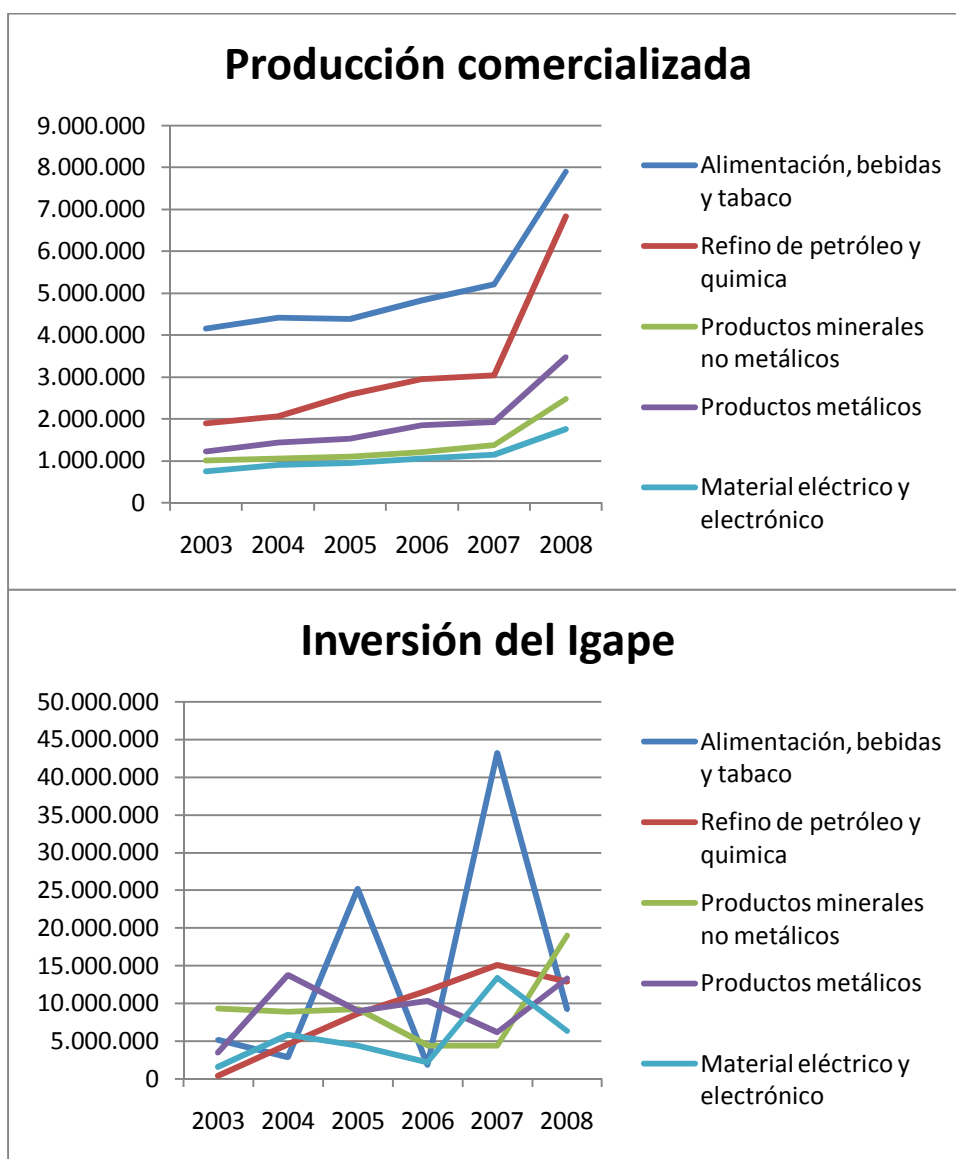 Producción comercializada
9.000.000
8.000.000
7.000.000
6.000.000
5.000.000
4.000.000
3.000.000
2.000.000
1.000.000
0
2003 2004 2005 2006 2007 2008
Alimentación, bebidas
y tabaco
Refino de petróleo y
quimica
Productos minerales
no metálicos
Productos metálicos
Material eléctrico y
electrónico
Inversión del Igape
50.000.000
45.000.000
40.000.000
35.000.000
30.000.000
25.000.000
20.000.000
15.000.000
10.000.000
5.000.000
0
2003 2004 2005 2006 2007 2008
Alimentación, bebidas
y tabaco
Refino de petróleo y
quimica
Productos minerales
no metálicos
Productos metálicos
Material eléctrico y
electrónico